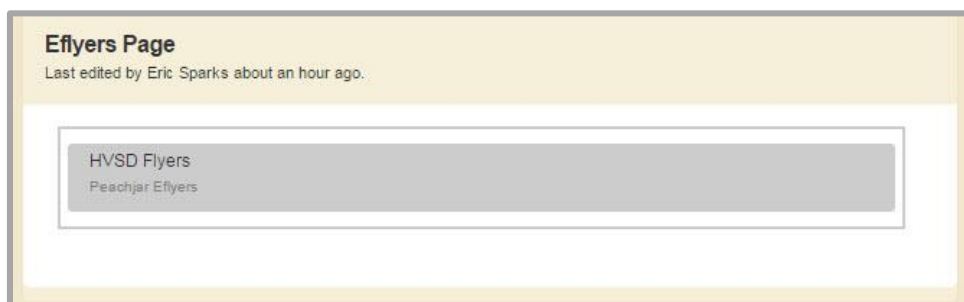 Eflyers Page
Last edited by Eric Sparks about an hour ago.
HVSD Flyers
Peachjar Eflyers